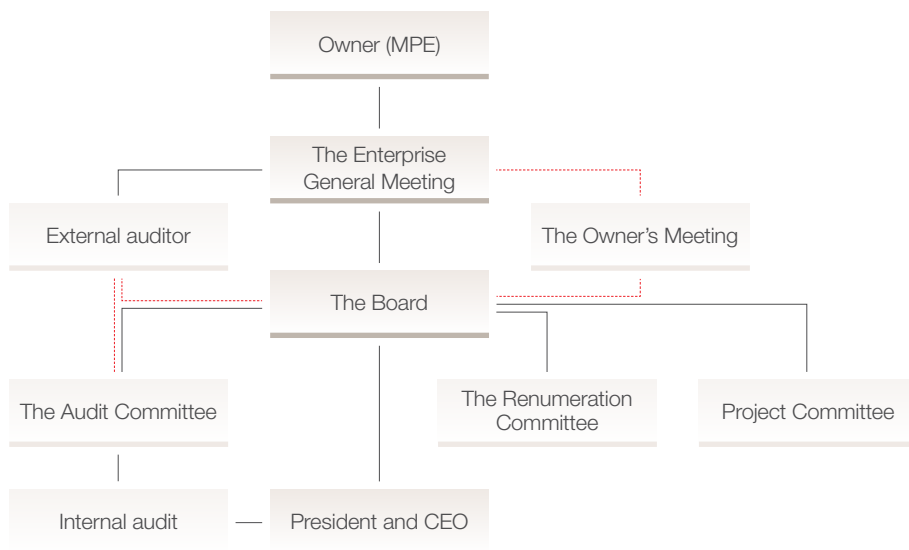 Owner (MPE)
The Enterprise
General Meeting
External auditor
The Owner’s Meeting
The Board
The Audit Committee
The Renumeration
Committee
Project Committee
Internal audit
President and CEO